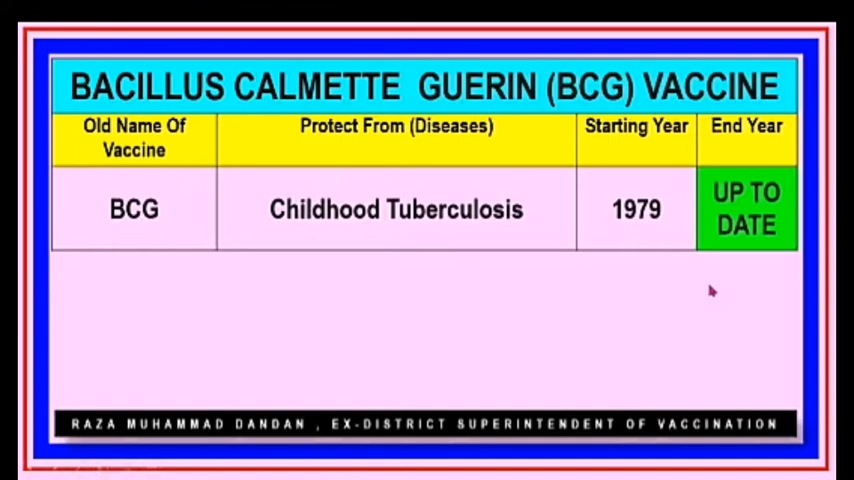 BACILLUS CALMETTE GUERIN (BCG) VACCINE
Old Name Of
Vaccine
Protect From (Diseases)
Starting Year
End Year
BCG
Childhood Tuberculosis
1979
UP TO
DATE
RAZA MUHAMMAD DANDAN , EX-DISTRICT SUPERINTENDENT OF VACCINATION